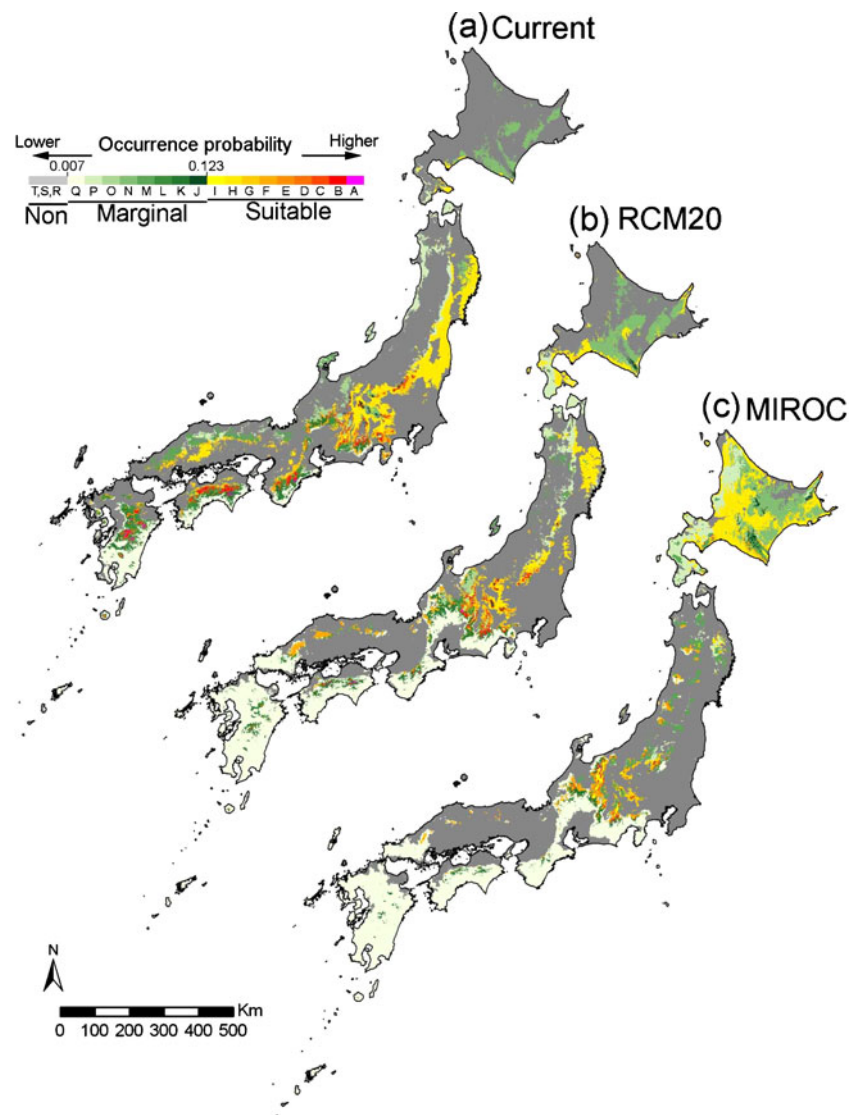 (a) Current
Lower Occurrence probability Higher
0.007 0.123
T,S,R Q P O N M L K J I H G F E D C B A
Non Marginal Suitable
(b) RCM20
(c) MIROC
N
Km
0 100 200 300 400 500